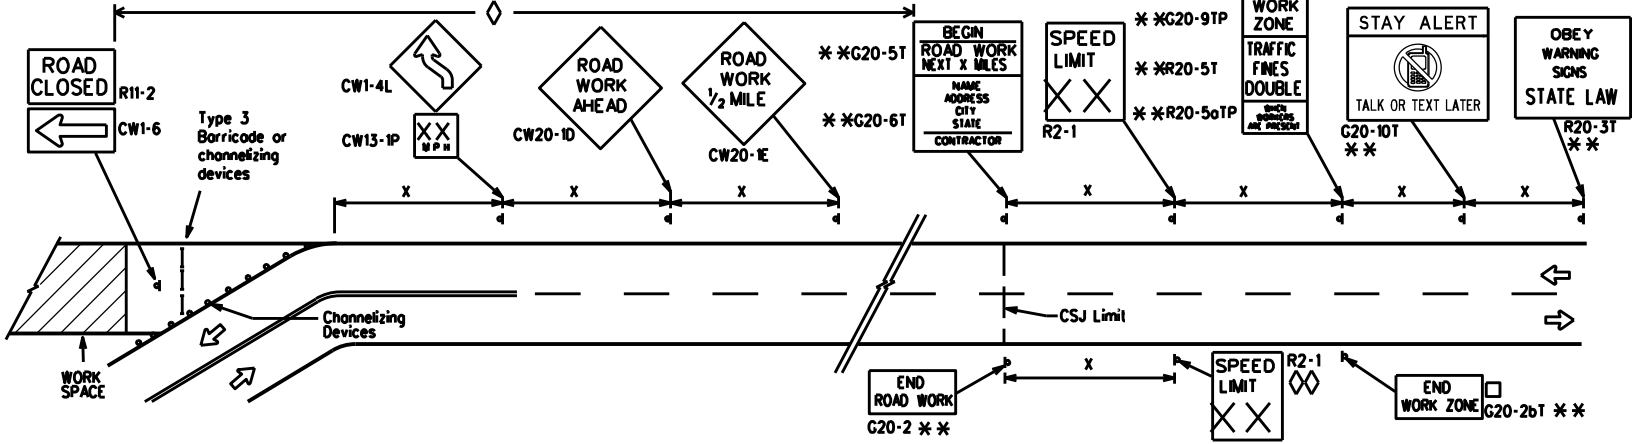 ROAD
CLOSED
R11-2
CW1-6
Type 3
Barricade or
channelizing
devices
CW1-4L
XX
MPH
CW13-1P
ROAD
WORK
AHEAD
CW20-1D
ROAD
WORK
1/2 MILE
CW20-1E
* *G20-5T
* *G20-6T
BEGIN
ROAD WORK
NEXT X MILES
NAME
ADDRESS
CITY
STATE
CONTRACTOR
SPEED
LIMIT
X X
R2-1
* *G20-9TP
* *R20-5T
* *R20-5aTP
WORK
ZONE
TRAFFIC
FINES
DOUBLE
WHEN
WORKERS
ARE PRESENT
STAY ALERT
TALK OR TEXT LATER
G20-10T
* *
OBEY
WARNING
SIGNS
STATE LAW
R20-3T
* *
X
X
X
X
X
X
X
Channelizing
Devices
WORK
SPACE
CSJ Limit
X
END
ROAD WORK
G20-2 * *
SPEED
LIMIT
X X
R2-1
END
WORK ZONE
G20-2bT * *